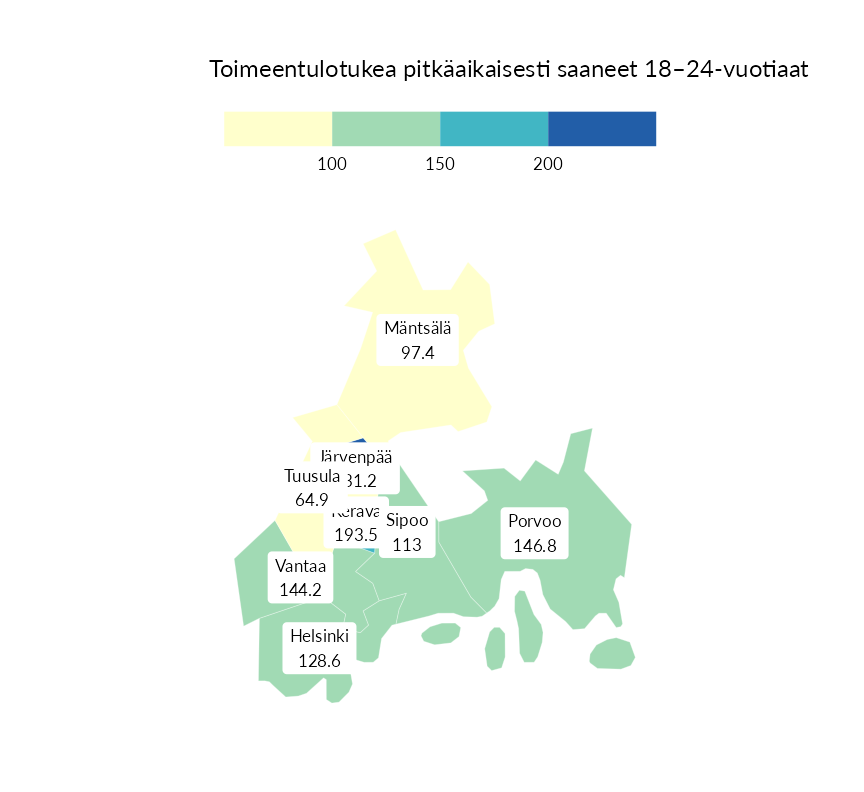 Toimeentulotukea pitkäaikaisesti saaneet 18–24-vuotiaat
100
150
200
Mäntsälä
97.4
Järvenpää
Tuusula
64.9
Kerava
193.5
Sipoo
113
Porvoo
146.8
Vantaa
144.2
Helsinki
128.6